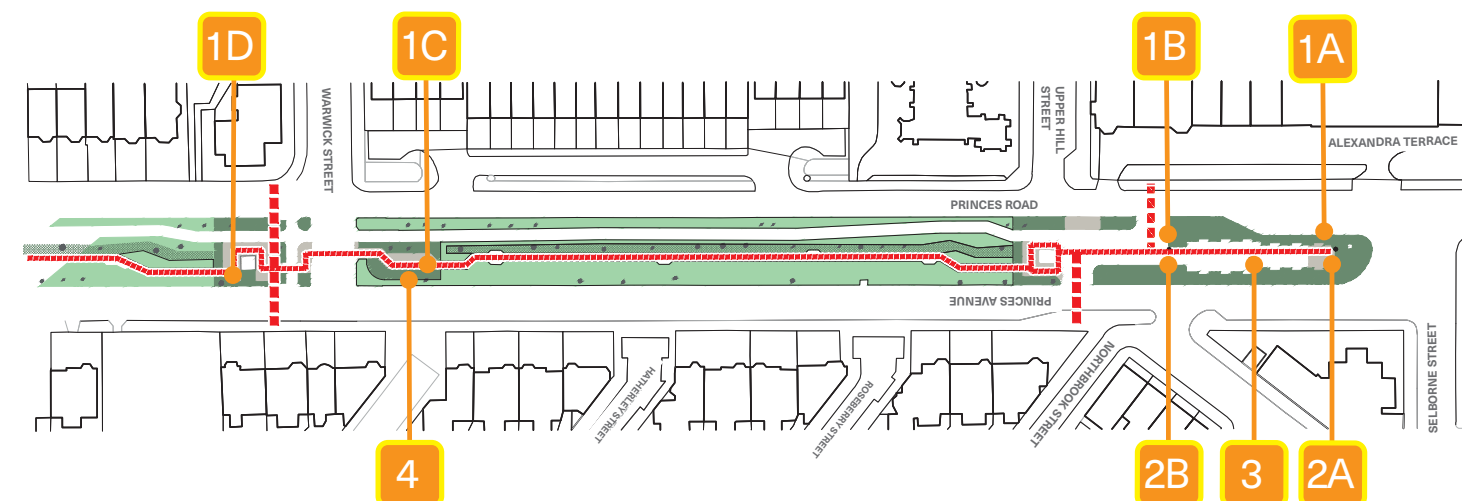 1D
1C
1B
1A
WARWICK STREET
UPPER HILL
STREET
ALEXANDRA TERRACE
PRINCES ROAD
PRINCES AVENUE
HATHERLEY STREET
ROSEBERRY STREET
NORTHBROOK STREET
SELBORNE STREET
4
2B
3
2A